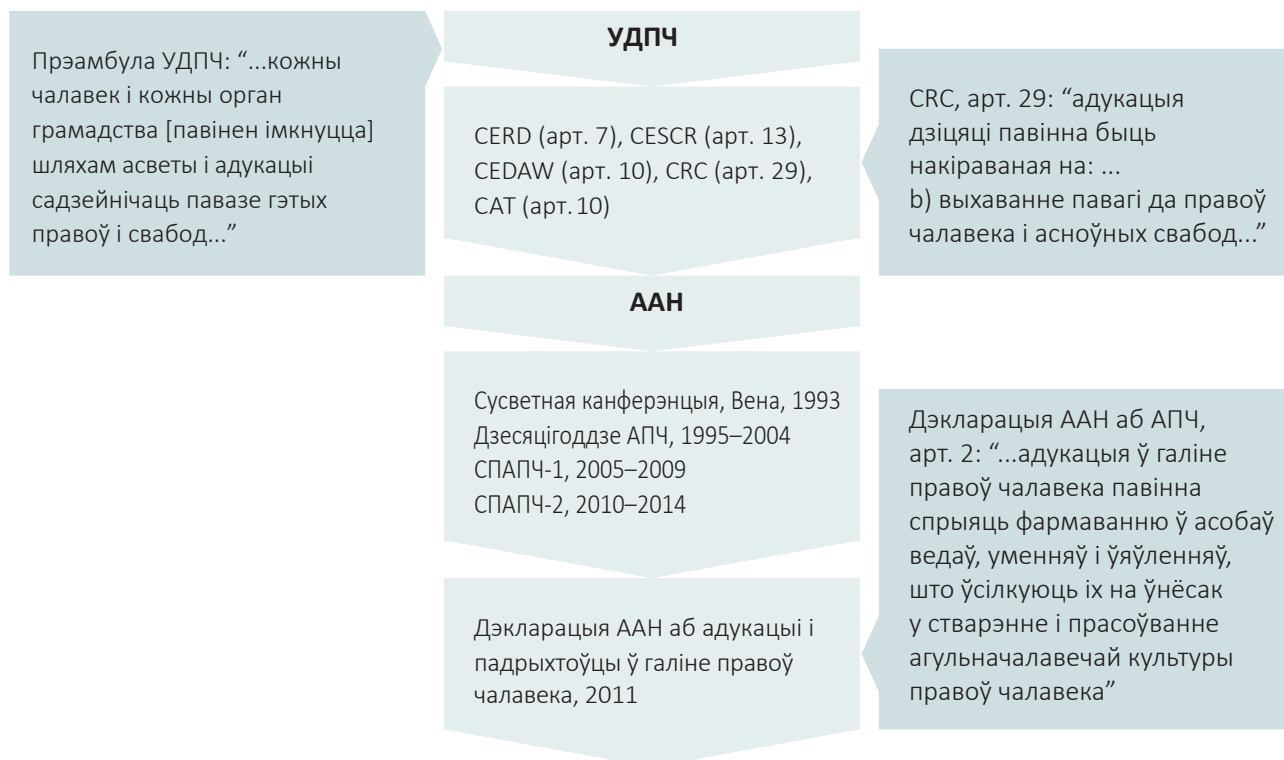 УДПЧ
Прэамбула УДПЧ: “...кожны
чалавек і кожны орган
грамадства [павінен імкнуцца]
шляхам асветы і адукацыі
садзейнічаць павазе гэтых
правоў і свабод...”
CERD (арт. 7), CESCR (арт. 13),
CEDAW (арт. 10), CRC (арт. 29),
CAT (арт. 10)
CRC, арт. 29: “адукацыя
дзіцяці павінна быць
накіраваная на: ...
b) выхаванне павагі да правоў
чалавека і асноўных свабод...”
ААН
Сусветная канферэнцыя, Вена, 1993
Дзесяцігоддзе АПЧ, 1995–2004
СПАПЧ-1, 2005–2009
СПАПЧ-2, 2010–2014
Дэкларацыя ААН аб адукацыі і
падрыхтоўцы ў галіне правоў
чалавека, 2011
Дэкларацыя ААН аб АПЧ,
арт. 2: “...адукацыя ў галіне
правоў чалавека павінна
спрыяць фармаванню ў асобаў
ведаў, уменняў і ўяўленняў,
што ўсілкуюць іх на ўнёсак
у стварэнне і прасоўванне
агульначалавечай культуры
правоў чалавека”